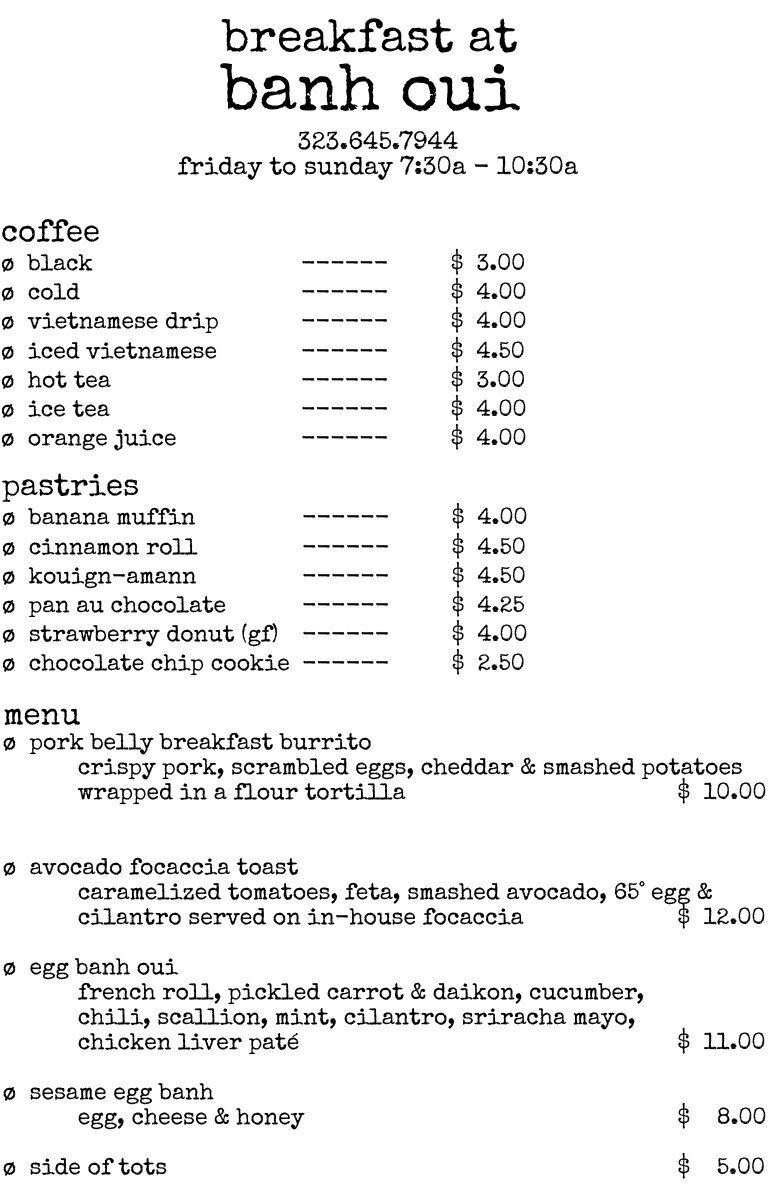 breakfast at
banh oui
323.645.7944
friday to sunday 7:30a - 10:30a
coffee
ø black ------ $ 3.00
ø cold ------ $ 4.00
ø vietnamese drip ------ $ 4.00
ø iced vietnamese ------ $ 4.50
ø hot tea ------ $ 3.00
ø ice tea ------ $ 4.00
ø orange juice ------ $ 4.00
pastries
ø banana muffin ------ $ 4.00
ø cinnamon roll ------ $ 4.50
ø kouign-amann ------ $ 4.50
ø pan au chocolate ------ $ 4.25
ø strawberry donut (gf) ------ $ 4.00
ø chocolate chip cookie ------ $ 2.50
menu
ø pork belly breakfast burrito
crispy pork, scrambled eggs, cheddar & smashed potatoes
wrapped in a flour tortilla $ 10.00
ø avocado focaccia toast
caramelized tomatoes, feta, smashed avocado, 65° egg &
cilantro served on in-house focaccia $ 12.00
ø egg banh oui
french roll, pickled carrot & daikon, cucumber,
chili, scallion, mint, cilantro, sriracha mayo,
chicken liver paté $ 11.00
ø sesame egg banh
egg, cheese & honey $ 8.00
ø side of tots $ 5.00